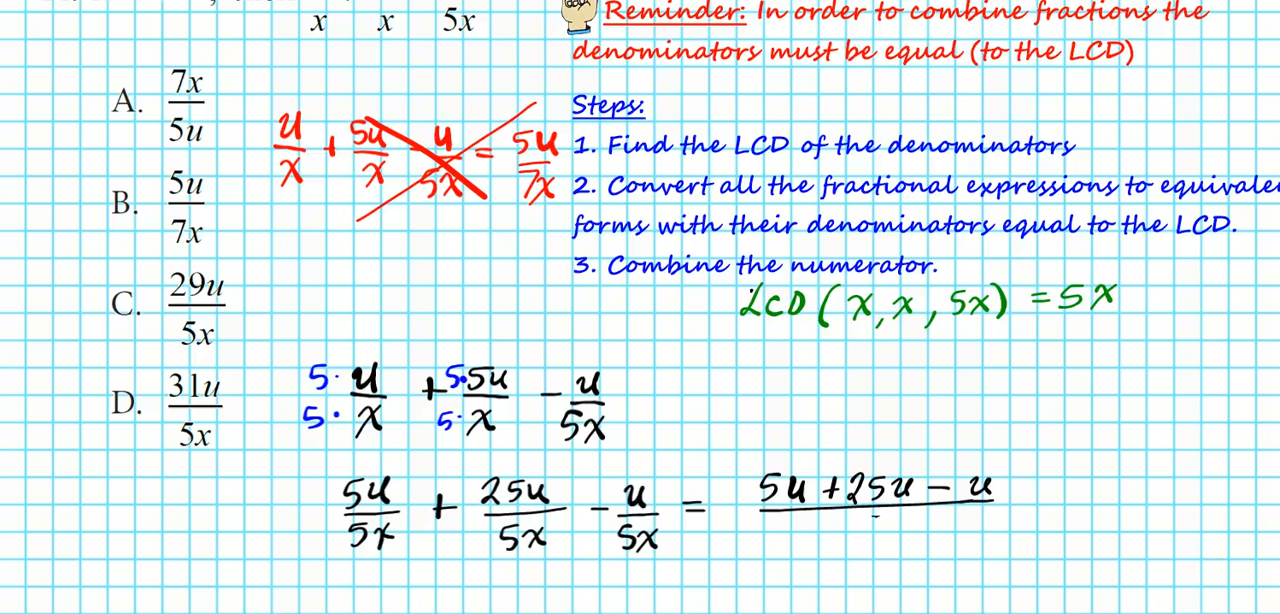 x x 5x
Reminder: In order to combine fractions the
denominators must be equal (to the LCD)
Steps:
1. Find the LCD of the denominators
2. Convert all the fractional expressions to equivale
forms with their denominators equal to the LCD.
3. Combine the numerator.
A. 7x/5u
B. 5u/7x
C. 29u/5x
D. 31u/5x
u/x + 5u/x - u/5x = 5u/7x
LCD (x, x, 5x) = 5x
5·u/5·x + 5·5u/5·x - u/5x
5u/5x + 25u/5x - u/5x = 5u + 25u - u